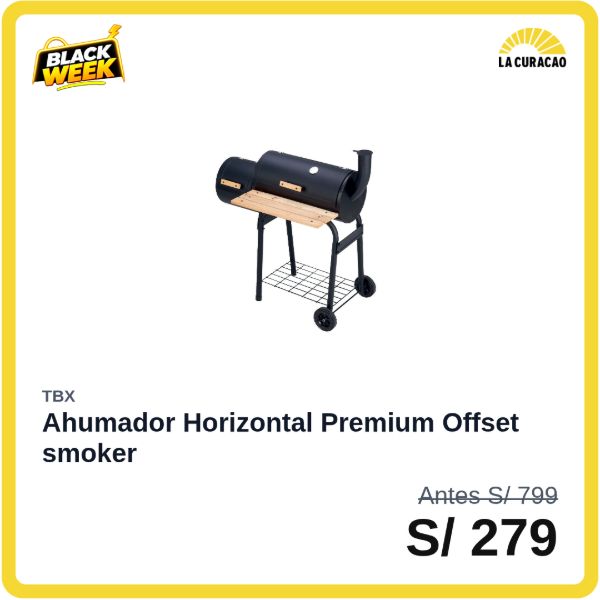 BLACK
WEEK
LA CURACAO
TBX
Ahumador Horizontal Premium Offset
smoker
Antes S/ 799
S/ 279